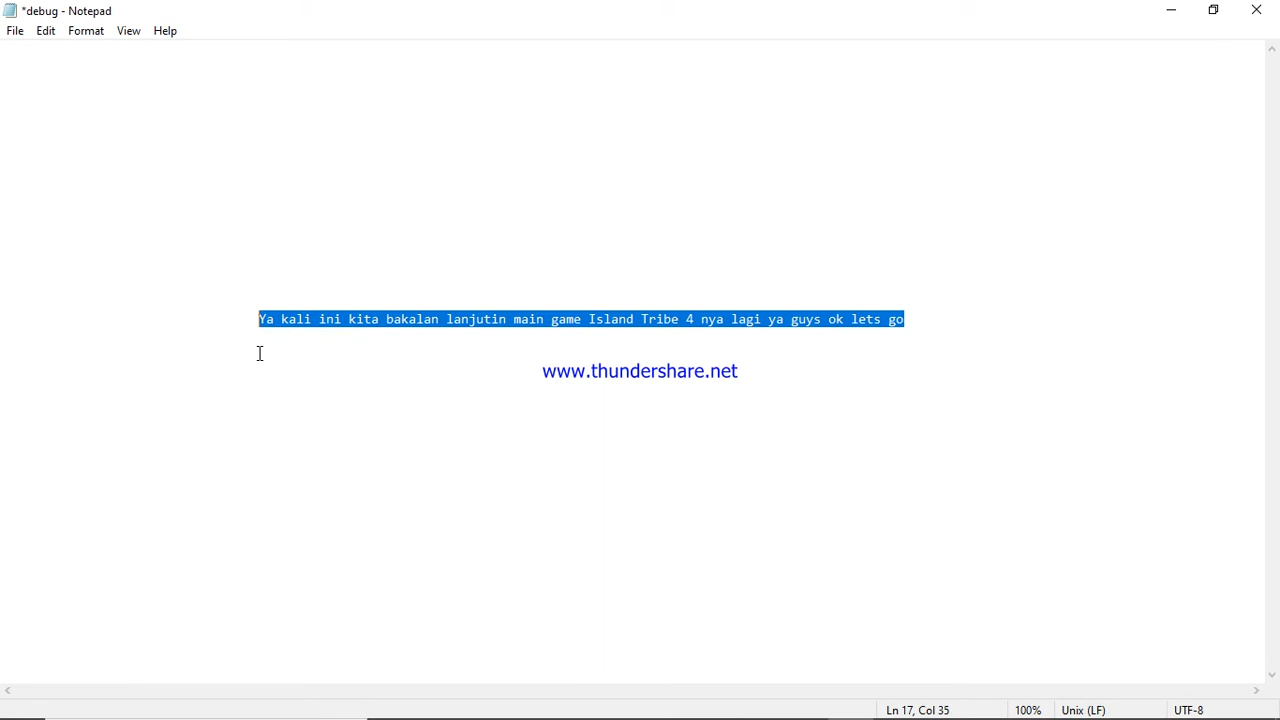 *debug - Notepad
File Edit Format View Help
Ya kali ini kita bakalan lanjutin main game Island Tribe 4 nya lagi ya guys ok lets go
www.thundershare.net
Ln 17, Col 35 100% Unix (LF) UTF-8